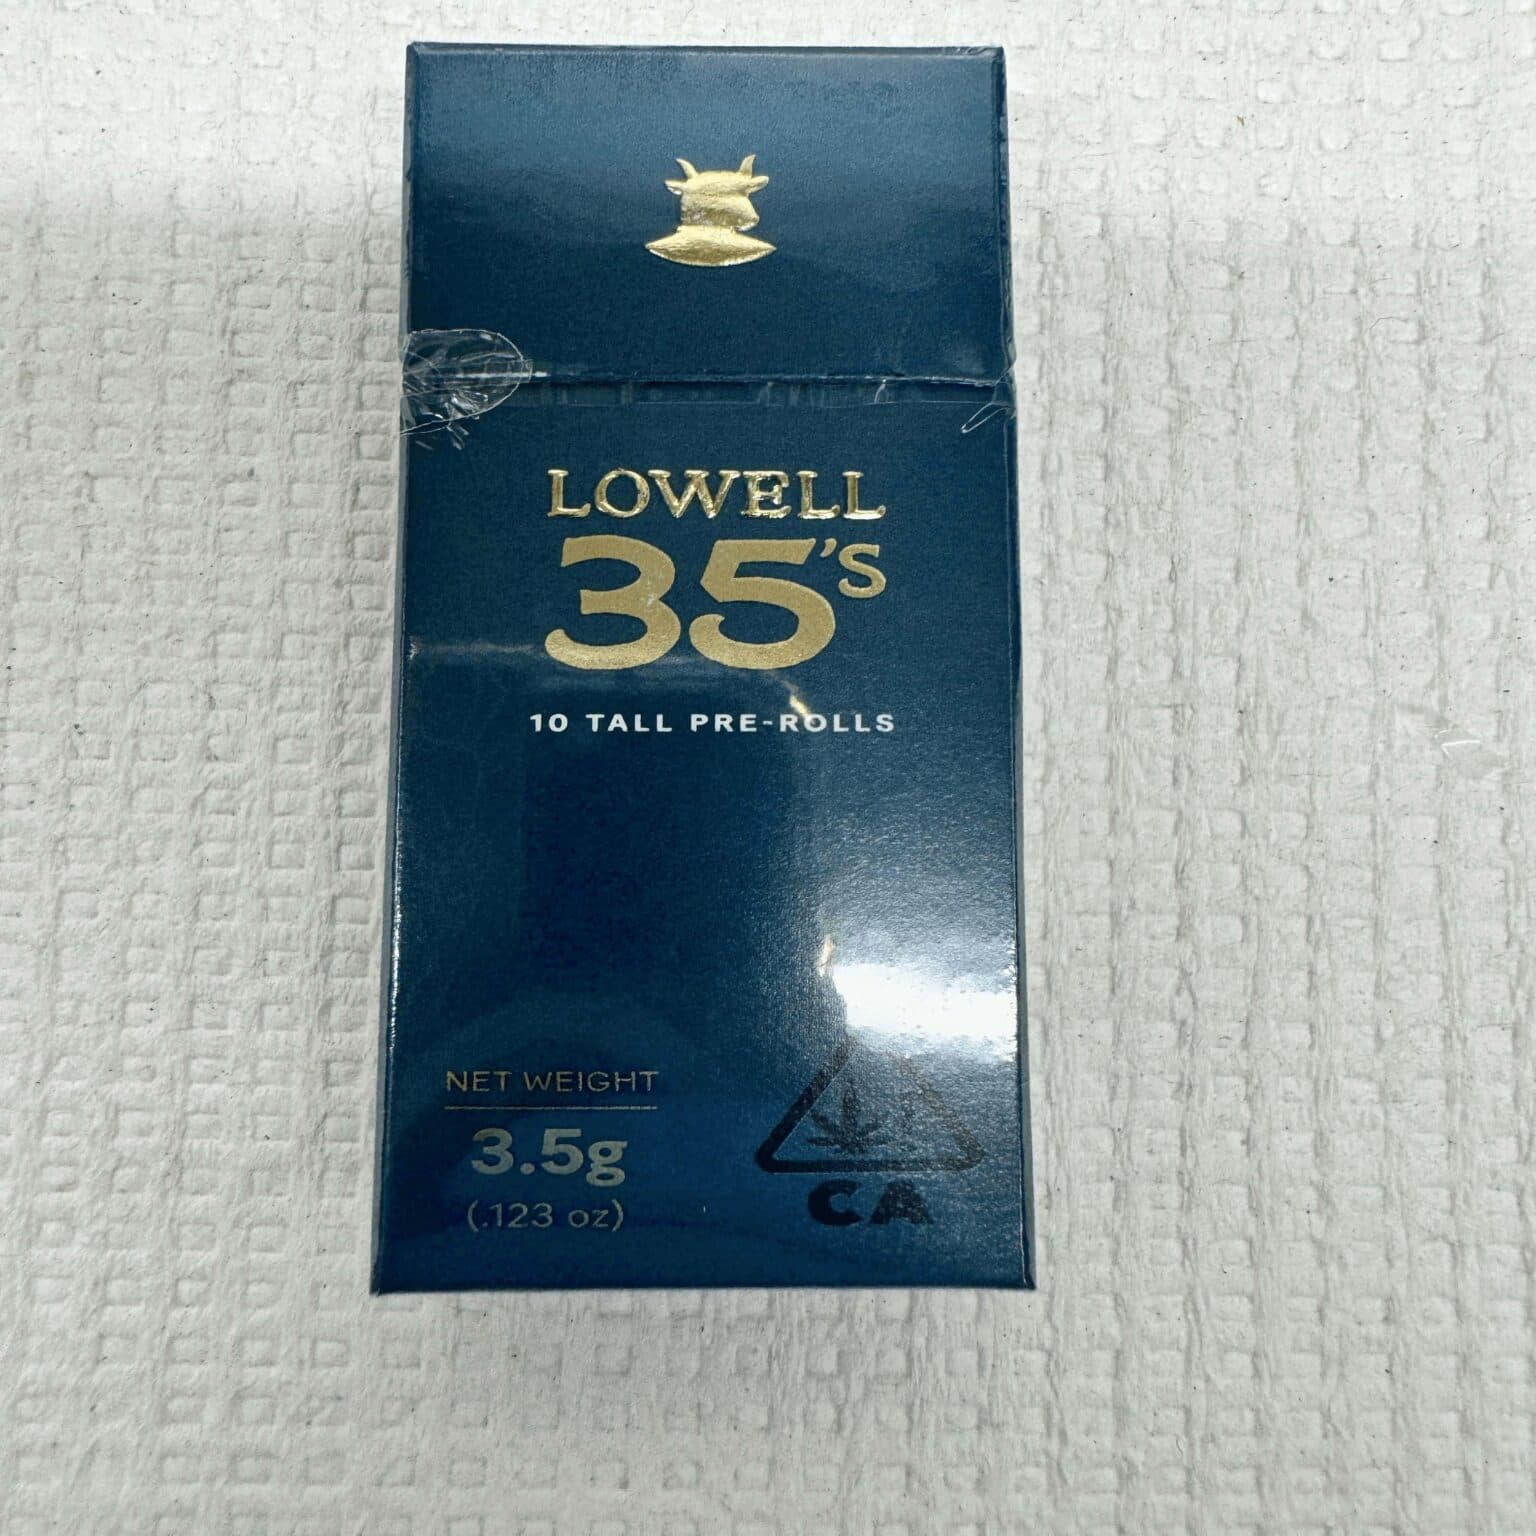 LOWELL
35's
10 TALL PRE-ROLLS
NET WEIGHT
3.5g
(.123 oz)
CA